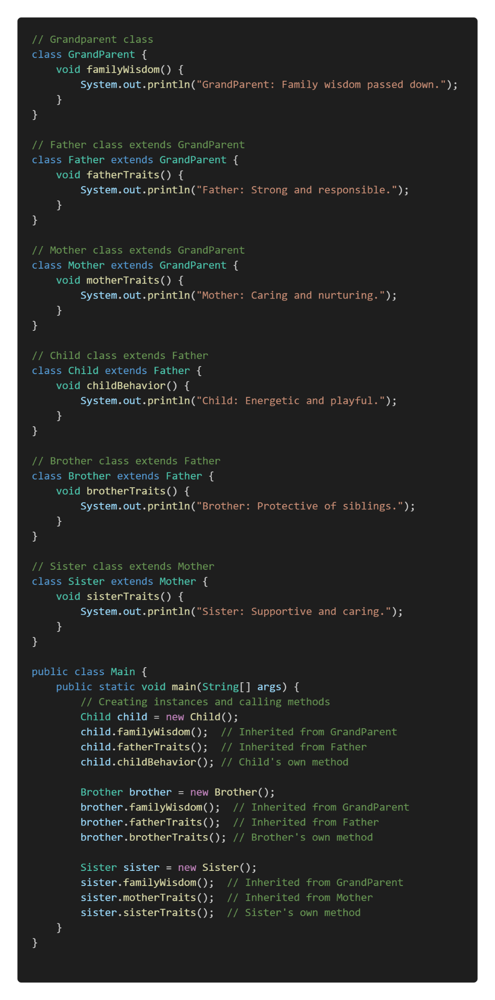 // Grandparent class
class GrandParent {
    void familyWisdom() {
        System.out.println("GrandParent: Family wisdom passed down.");
    }
}

// Father class extends GrandParent
class Father extends GrandParent {
    void fatherTraits() {
        System.out.println("Father: Strong and responsible.");
    }
}

// Mother class extends GrandParent
class Mother extends GrandParent {
    void motherTraits() {
        System.out.println("Mother: Caring and nurturing.");
    }
}

// Child class extends Father
class Child extends Father {
    void childBehavior() {
        System.out.println("Child: Energetic and playful.");
    }
}

// Brother class extends Father
class Brother extends Father {
    void brotherTraits() {
        System.out.println("Brother: Protective of siblings.");
    }
}

// Sister class extends Mother
class Sister extends Mother {
    void sisterTraits() {
        System.out.println("Sister: Supportive and caring.");
    }
}

public class Main {
    public static void main(String[] args) {
        // Creating instances and calling methods
        Child child = new Child();
        child.familyWisdom();  // Inherited from GrandParent
        child.fatherTraits();  // Inherited from Father
        child.childBehavior(); // Child's own method

        Brother brother = new Brother();
        brother.familyWisdom();  // Inherited from GrandParent
        brother.fatherTraits();  // Inherited from Father
        brother.brotherTraits(); // Brother's own method

        Sister sister = new Sister();
        sister.familyWisdom();  // Inherited from GrandParent
        sister.motherTraits();  // Inherited from Mother
        sister.sisterTraits();  // Sister's own method
    }
}